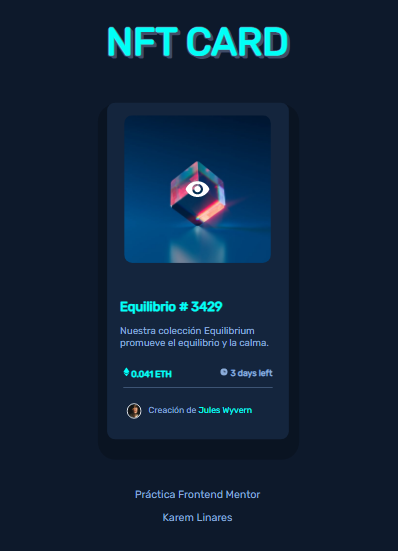 NFT CARD
Equilibrio # 3429
Nuestra colección Equilibrium
promueve el equilibrio y la calma.
0.041 ETH 3 days left
Creación de Jules Wyvern
Práctica Frontend Mentor
Karem Linares